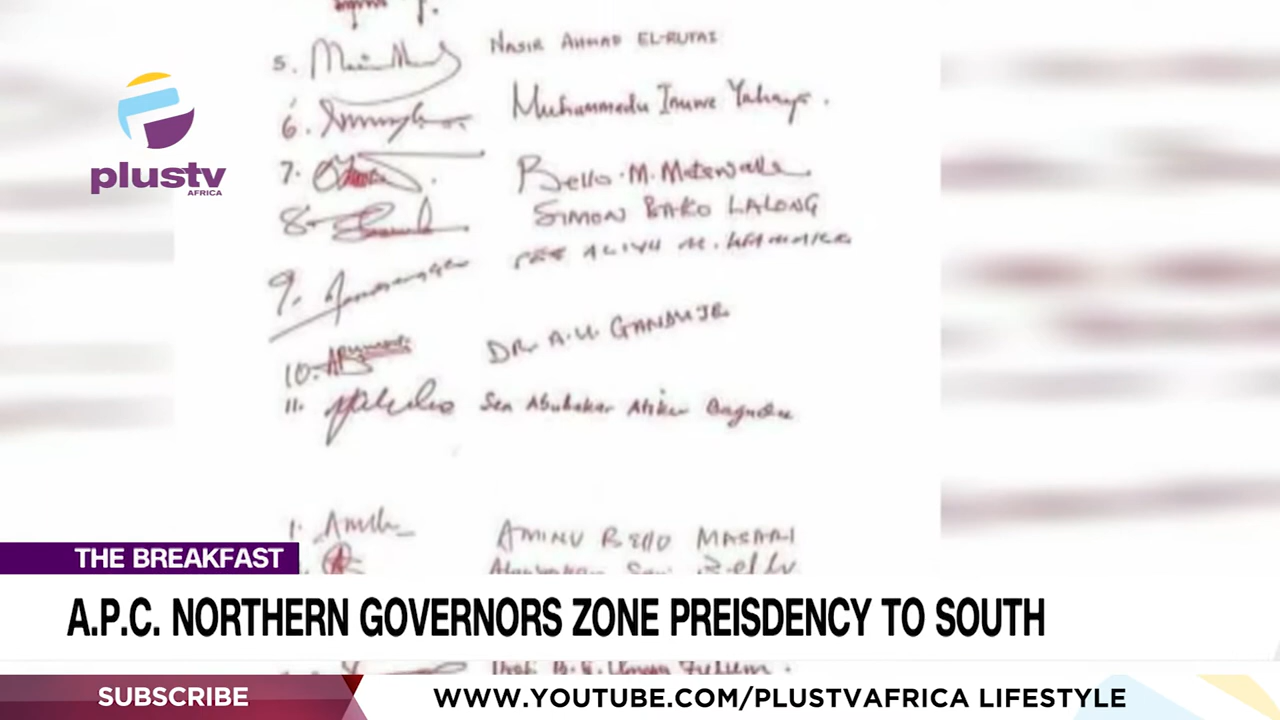 5. NASIR AHMAD EL-RUFAI
6. Muhammadu Inuwa Yahaya.
7. Bello.M.Matawalle
8. SIMON BAKO LALONG
9. ALIYU M.
10. DR. A.U. GANDUJE
11. Sen Abubakar Atiku Bagudu
1. AMINU BELLO MASARI
Bello
plustv
AFRICA
THE BREAKFAST
A.P.C. NORTHERN GOVERNORS ZONE PREISDENCY TO SOUTH
SUBSCRIBE
WWW.YOUTUBE.COM/PLUSTVAFRICA LIFESTYLE